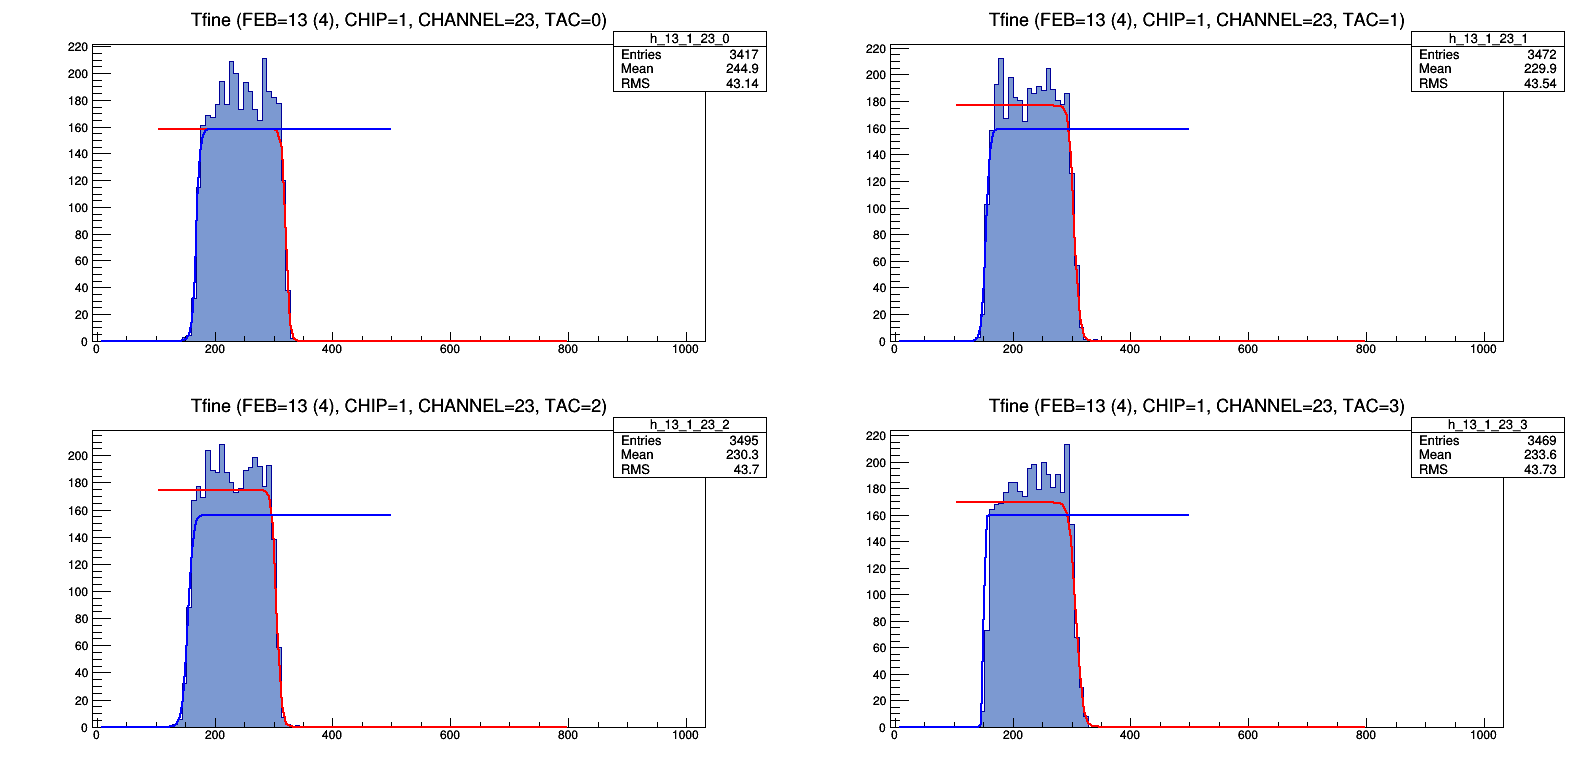 Tfine (FEB=13 (4), CHIP=1, CHANNEL=23, TAC=0)
h_13_1_23_0
Entries 3417
Mean 244.9
RMS 43.14
220
200
180
160
140
120
100
80
60
40
20
0
0 200 400 600 800 1000
Tfine (FEB=13 (4), CHIP=1, CHANNEL=23, TAC=1)
h_13_1_23_1
Entries 3472
Mean 229.9
RMS 43.54
220
200
180
160
140
120
100
80
60
40
20
0
0 200 400 600 800 1000
Tfine (FEB=13 (4), CHIP=1, CHANNEL=23, TAC=2)
h_13_1_23_2
Entries 3495
Mean 230.3
RMS 43.7
200
180
160
140
120
100
80
60
40
20
0
0 200 400 600 800 1000
Tfine (FEB=13 (4), CHIP=1, CHANNEL=23, TAC=3)
h_13_1_23_3
Entries 3469
Mean 233.6
RMS 43.73
220
200
180
160
140
120
100
80
60
40
20
0
0 200 400 600 800 1000